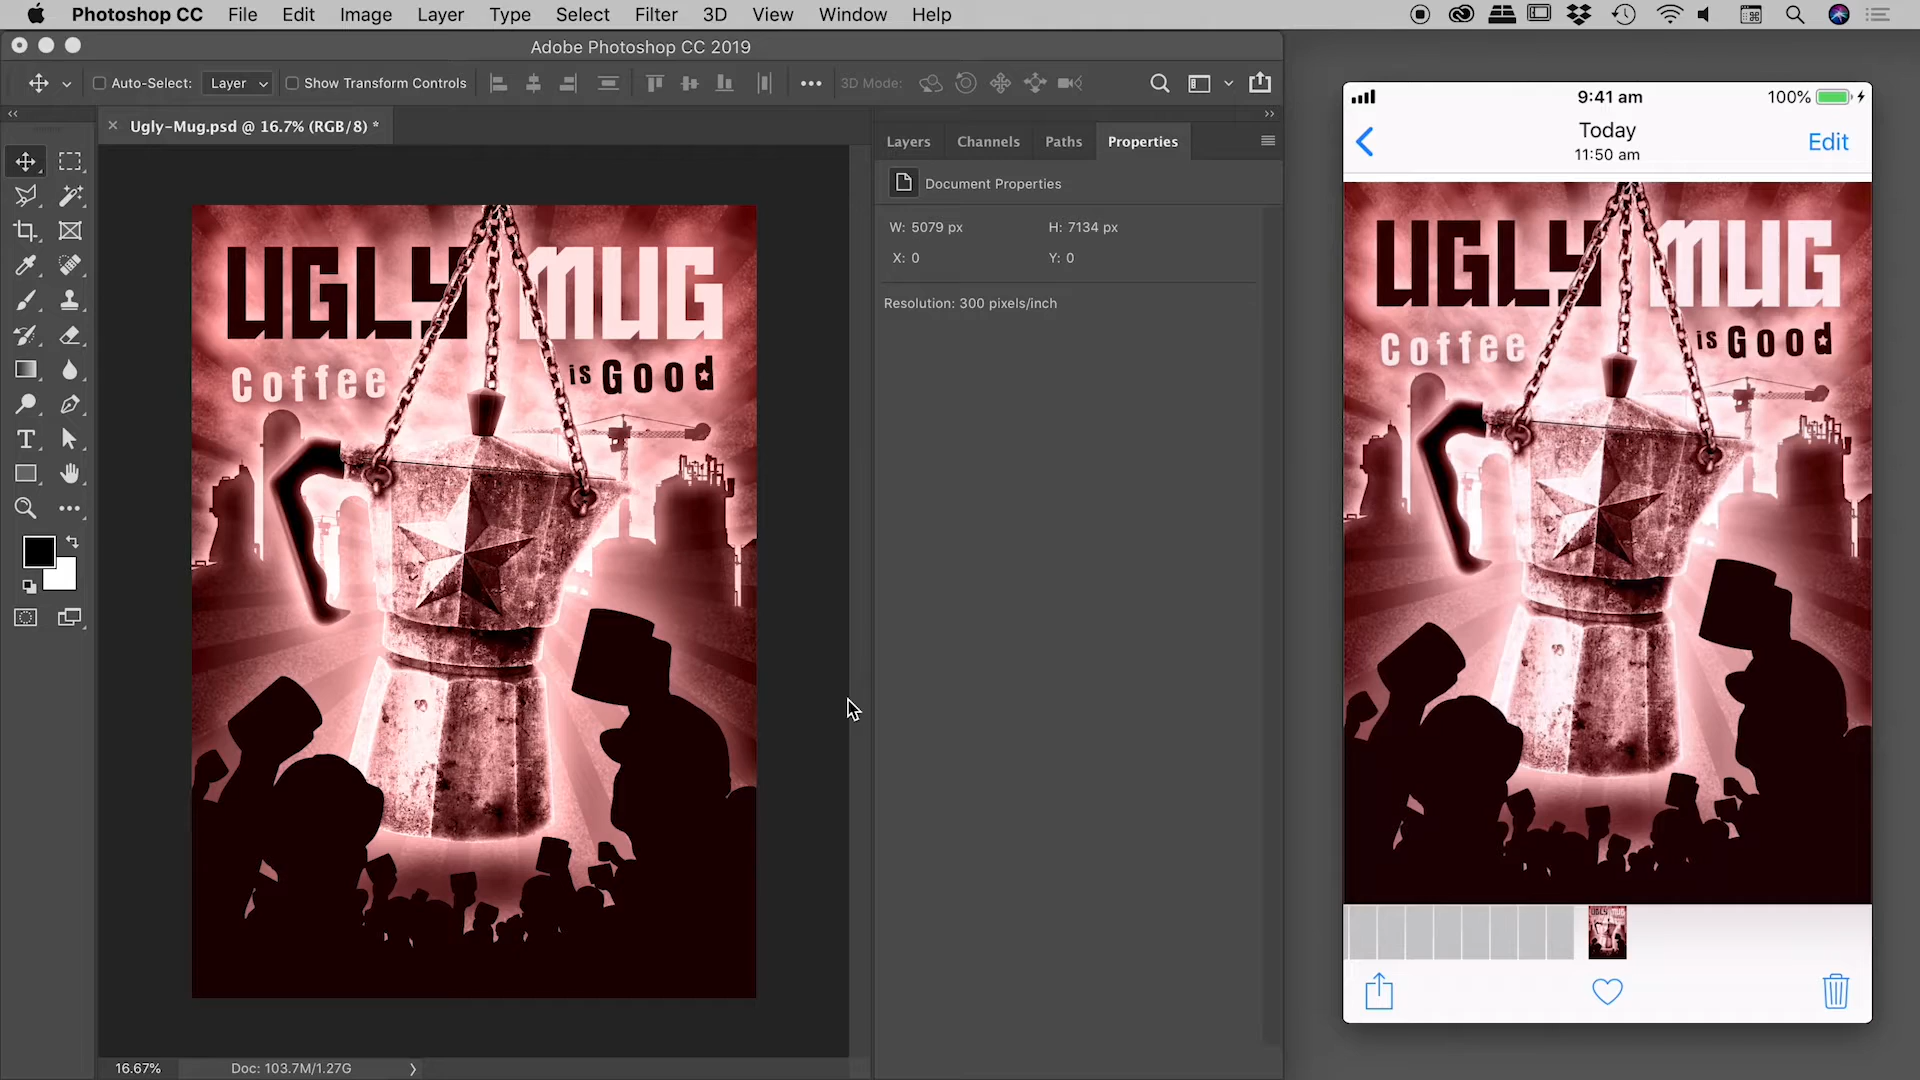 Photoshop CC File Edit Image Layer Type Select Filter 3D View Window Help
Adobe Photoshop CC 2019
Auto-Select: Layer Show Transform Controls 3D Mode:
Ugly-Mug.psd @ 16.7% (RGB/8) *
Layers Channels Paths Properties
Document Properties
W: 5079 px H: 7134 px
X: 0 Y: 0
Resolution: 300 pixels/inch
UGLY MUG
Coffee is Good
16.67% Doc: 103.7M/1.27G
9:41 am 100%
Today
11:50 am
Edit
UGLY MUG
Coffee is Good
UGLY MUG